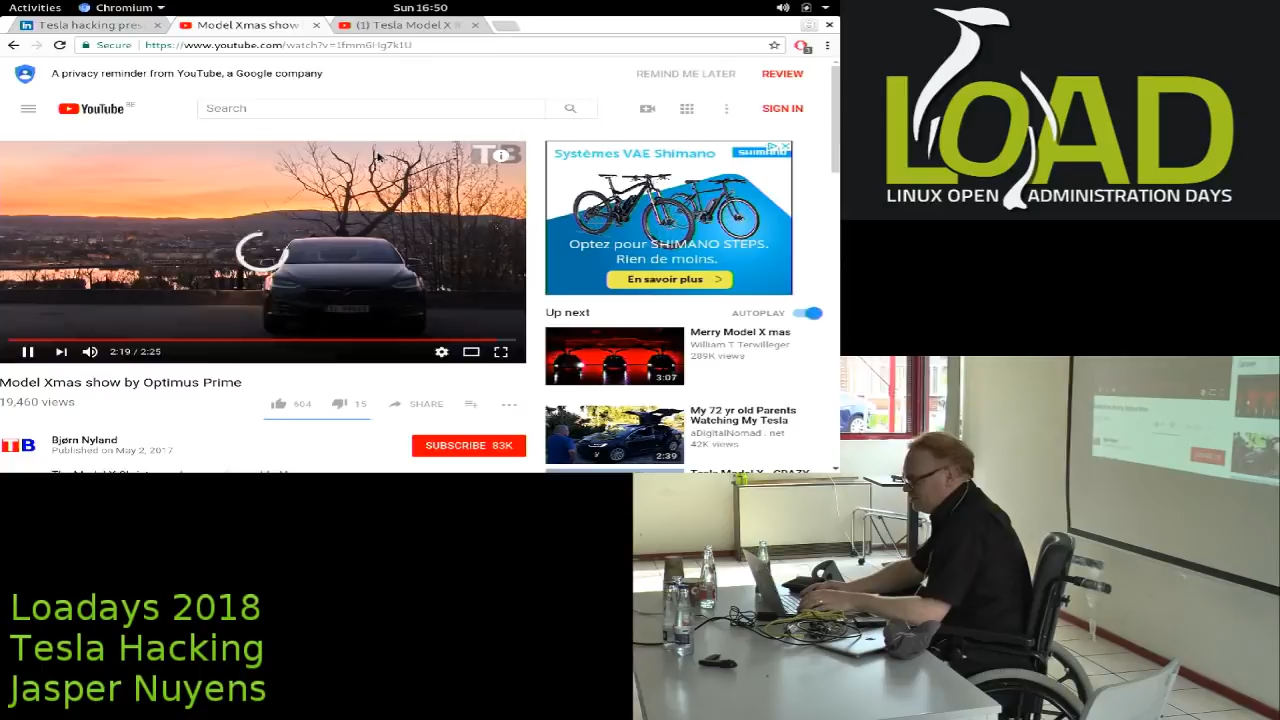 Activities
Chromium
Sun 16:50
Tesla hacking pres
Model Xmas show
(1) Tesla Model X
Secure
https://www.youtube.com/watch?v=1fmm6Hg7k1U
A privacy reminder from YouTube, a Google company
REMIND ME LATER
REVIEW
YouTube BE
Search
SIGN IN
TB
2:19 / 2:25
Model Xmas show by Optimus Prime
19,460 views
604
15
SHARE
Bjørn Nyland
Published on May 2, 2017
SUBSCRIBE 83K
Systèmes VAE Shimano
SHIMANO
Optez pour SHIMANO STEPS.
Rien de moins.
En savoir plus >
Up next
AUTOPLAY
Merry Model X mas
William T Terwilleger
289K views
3:07
My 72 yr old Parents
Watching My Tesla
aDigitalNomad . net
42K views
2:39
LOAD
LINUX OPEN ADMINISTRATION DAYS
Loadays 2018
Tesla Hacking
Jasper Nuyens